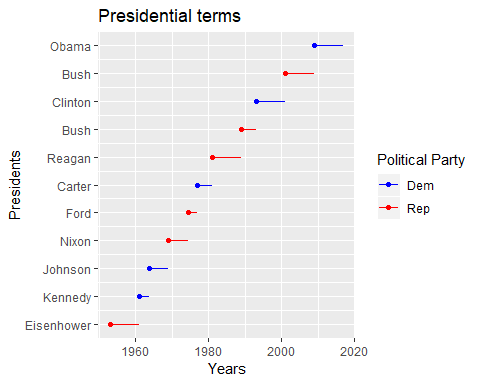 Presidential terms
Obama
Bush
Clinton
Bush
Reagan
Carter
Ford
Nixon
Johnson
Kennedy
Eisenhower
Presidents
1960 1980 2000 2020
Years
Political Party
Dem
Rep